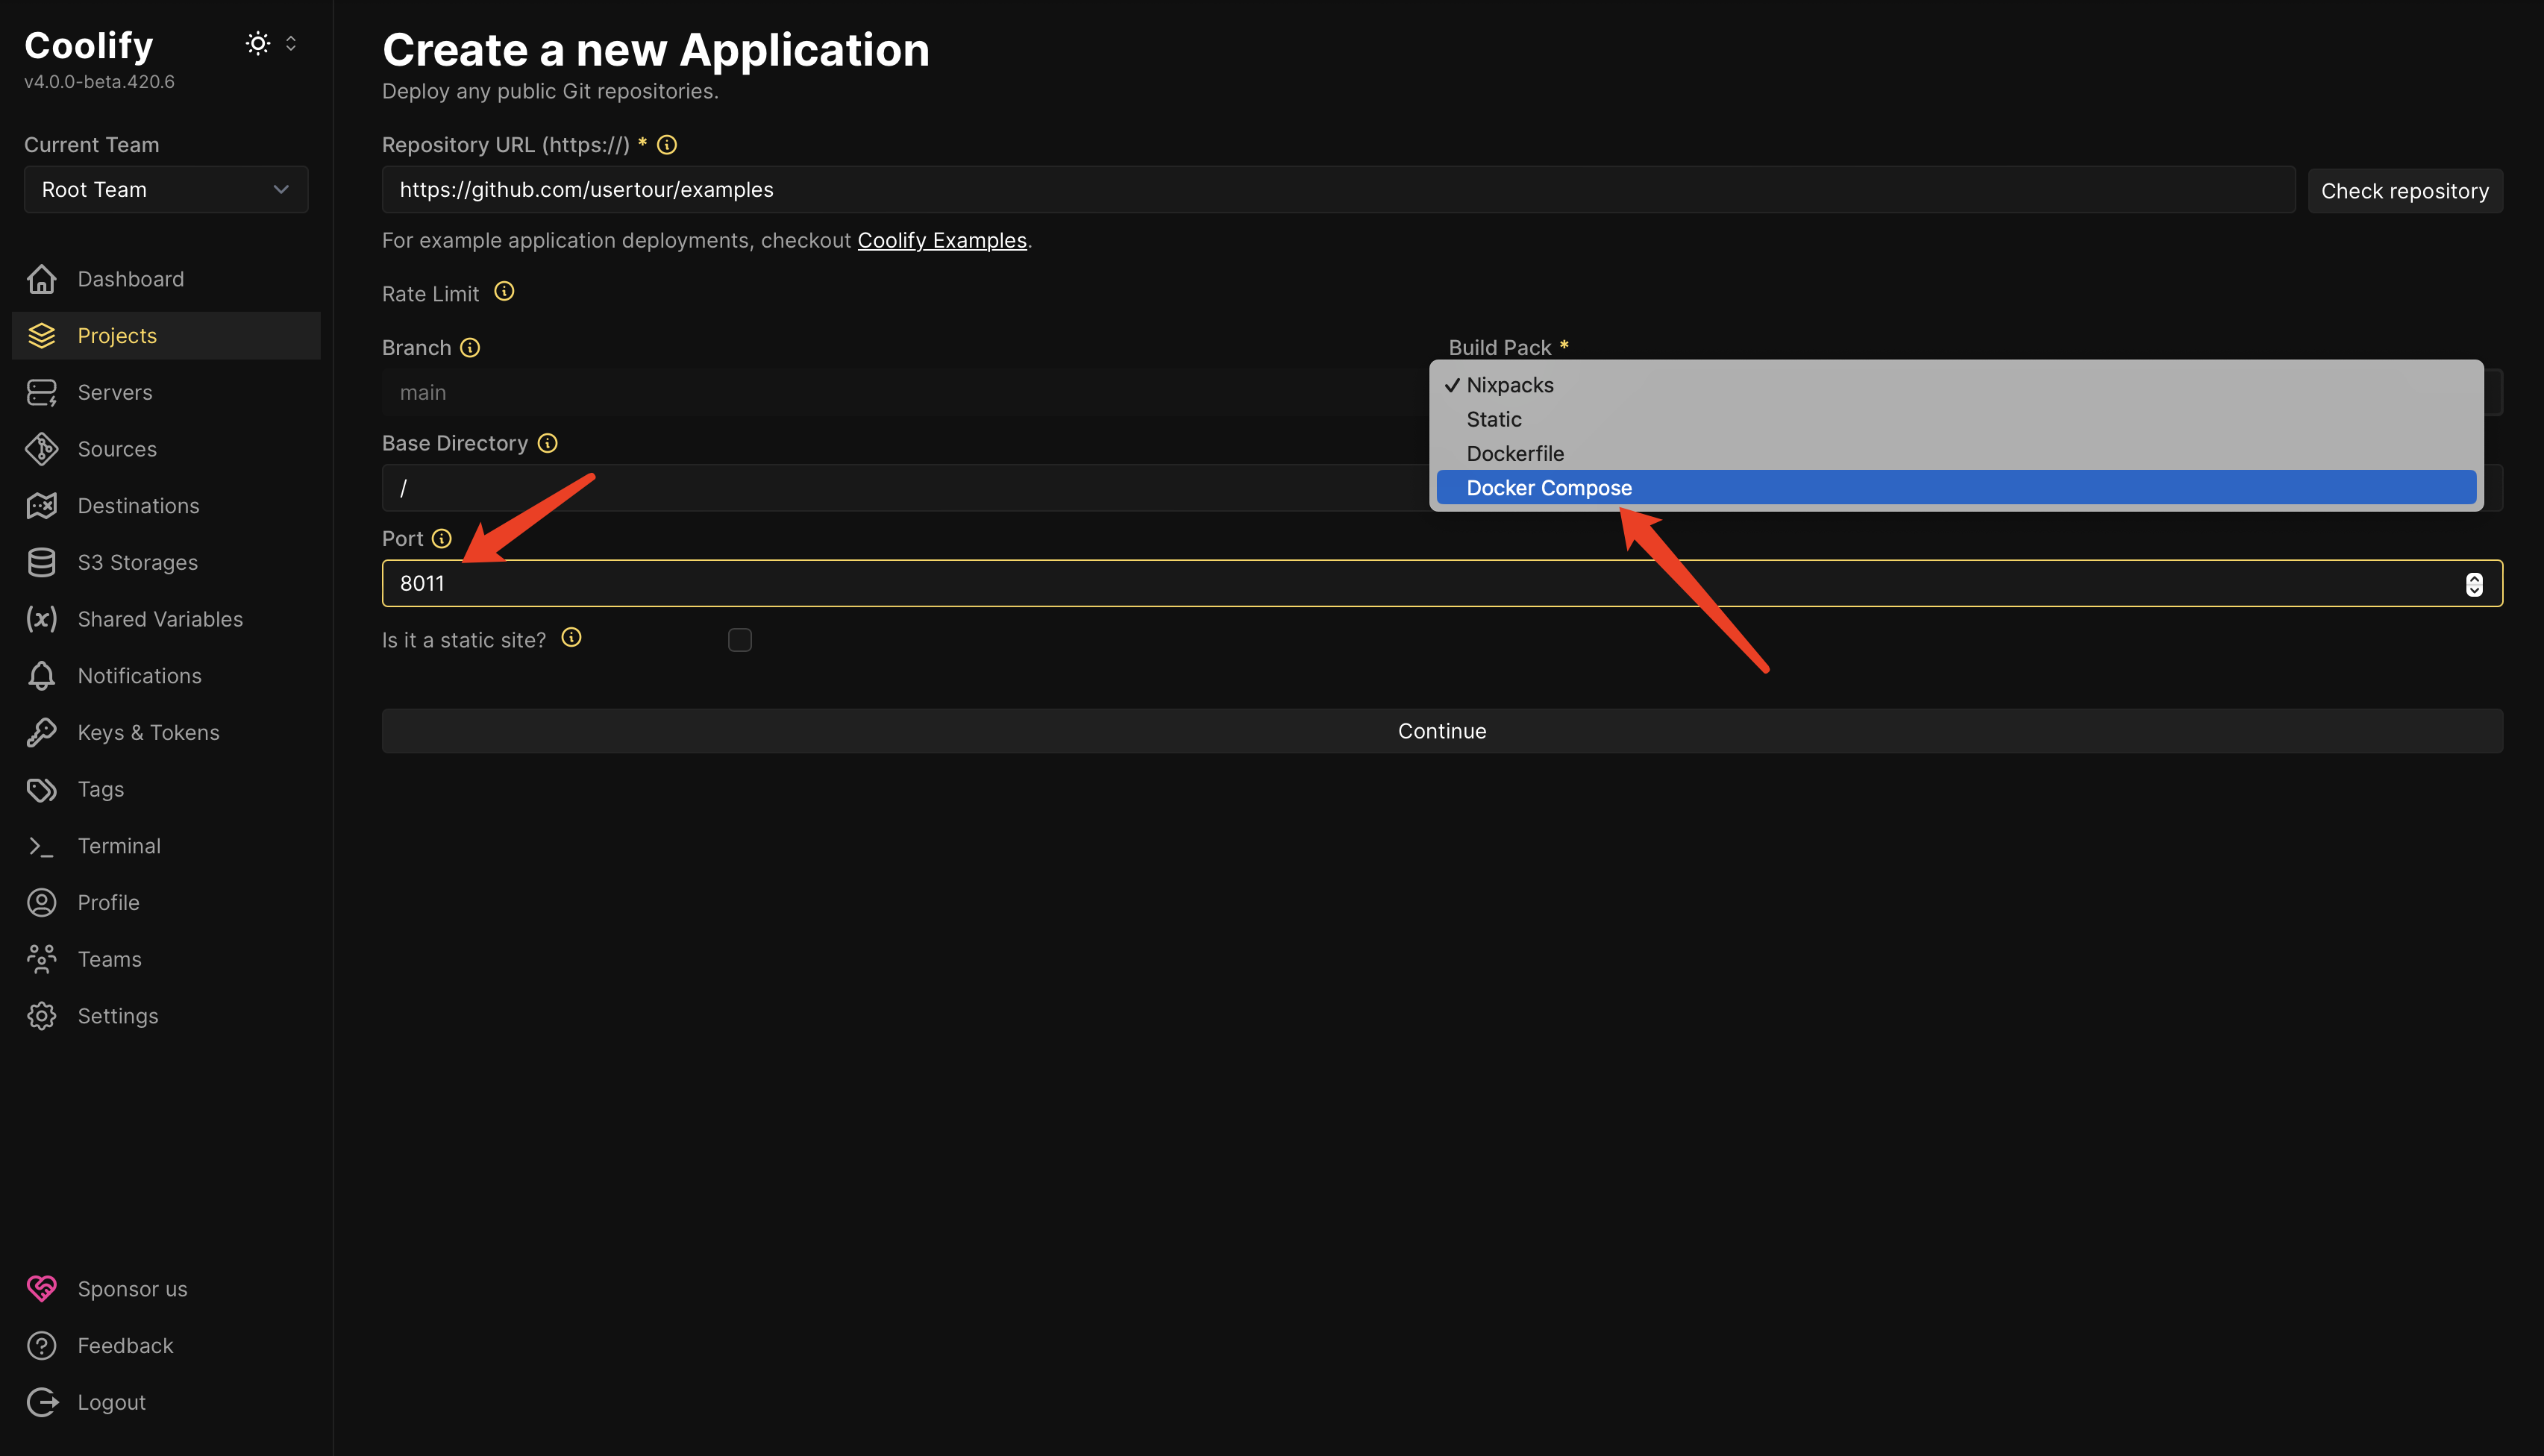 Coolify
v4.0.0-beta.420.6
Current Team
Root Team
Dashboard
Projects
Servers
Sources
Destinations
S3 Storages
Shared Variables
Notifications
Keys & Tokens
Tags
Terminal
Profile
Teams
Settings
Sponsor us
Feedback
Logout
Create a new Application
Deploy any public Git repositories.
Repository URL (https://) *
https://github.com/usertour/examples
Check repository
For example application deployments, checkout Coolify Examples.
Rate Limit
Branch
main
Build Pack *
✓ Nixpacks
Static
Dockerfile
Docker Compose
Base Directory
/
Port
8011
Is it a static site?
Continue